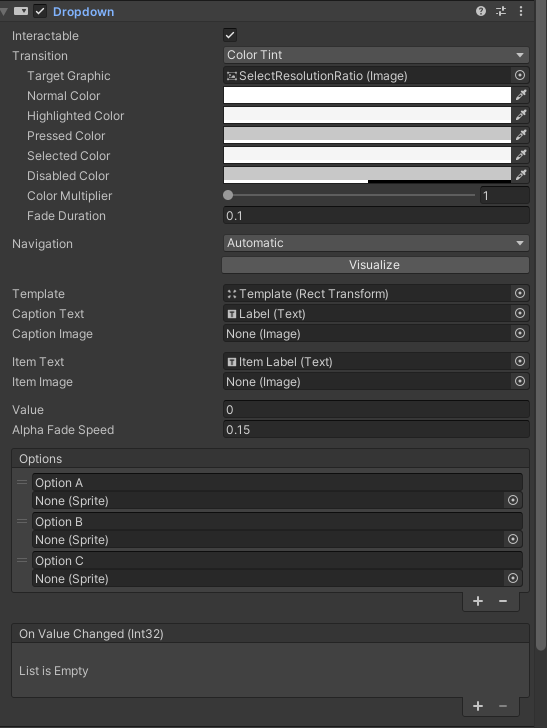 Dropdown
Interactable
Transition Color Tint
Target Graphic SelectResolutionRatio (Image)
Normal Color
Highlighted Color
Pressed Color
Selected Color
Disabled Color
Color Multiplier 1
Fade Duration 0.1
Navigation Automatic
Visualize
Template Template (Rect Transform)
Caption Text Label (Text)
Caption Image None (Image)
Item Text Item Label (Text)
Item Image None (Image)
Value 0
Alpha Fade Speed 0.15
Options
Option A
None (Sprite)
Option B
None (Sprite)
Option C
None (Sprite)
On Value Changed (Int32)
List is Empty